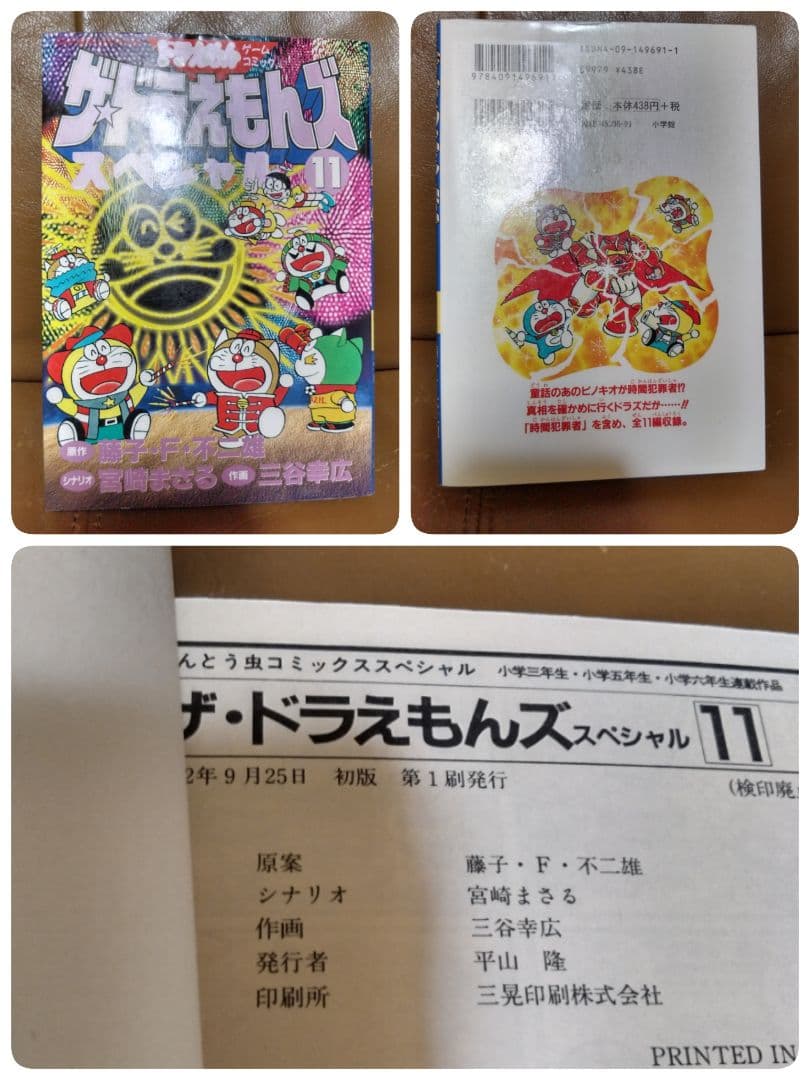 ドラえもん ゲーム
コミック
ザ・ドラえもんズ
スペシャル 11
原作 藤子・F・不二雄
シナリオ 宮崎まさる 作画 三谷幸広
ISBN4-09-149691-1
¥438E
本体438円+税
小学館
童話のあのピノキオが時間犯罪者!?
真相を確かめに行くドラズだが……!!
「時間犯罪者」を含め、全11編収録。
んとう虫コミックススペシャル 小学三年生・小学五年生・小学六年生連載作品
ザ・ドラえもんズスペシャル 11
2年9月25日 初版 第1刷発行
(検印廃
原案 藤子・F・不二雄
シナリオ 宮崎まさる
作画 三谷幸広
発行者 平山 隆
印刷所 三晃印刷株式会社
PRINTED IN